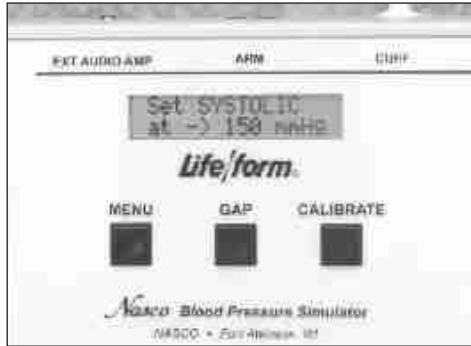 EXT AUDIO AMP ARM CUFF
Set SYSTOLIC
at -> 150 mmHg
Life/form®
MENU GAP CALIBRATE
Nasco Blood Pressure Simulator
NASCO • Fort Atkinson, WI